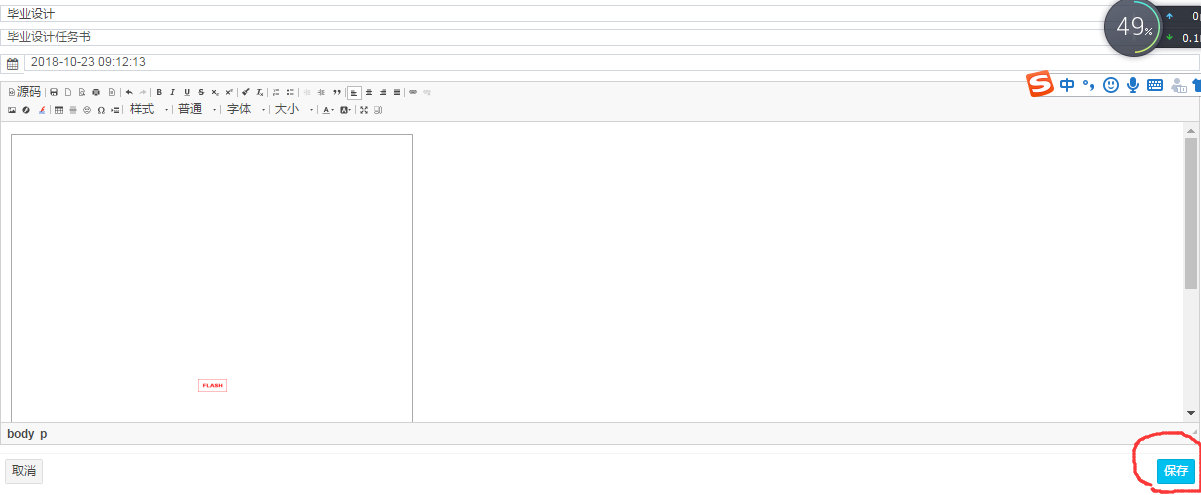 毕业设计
49%
0
毕业设计任务书
0.1
2018-10-23 09:12:13
源码
B I U S x₂ x²
中
样式 普通 字体 大小
FLASH
body p
取消 保存